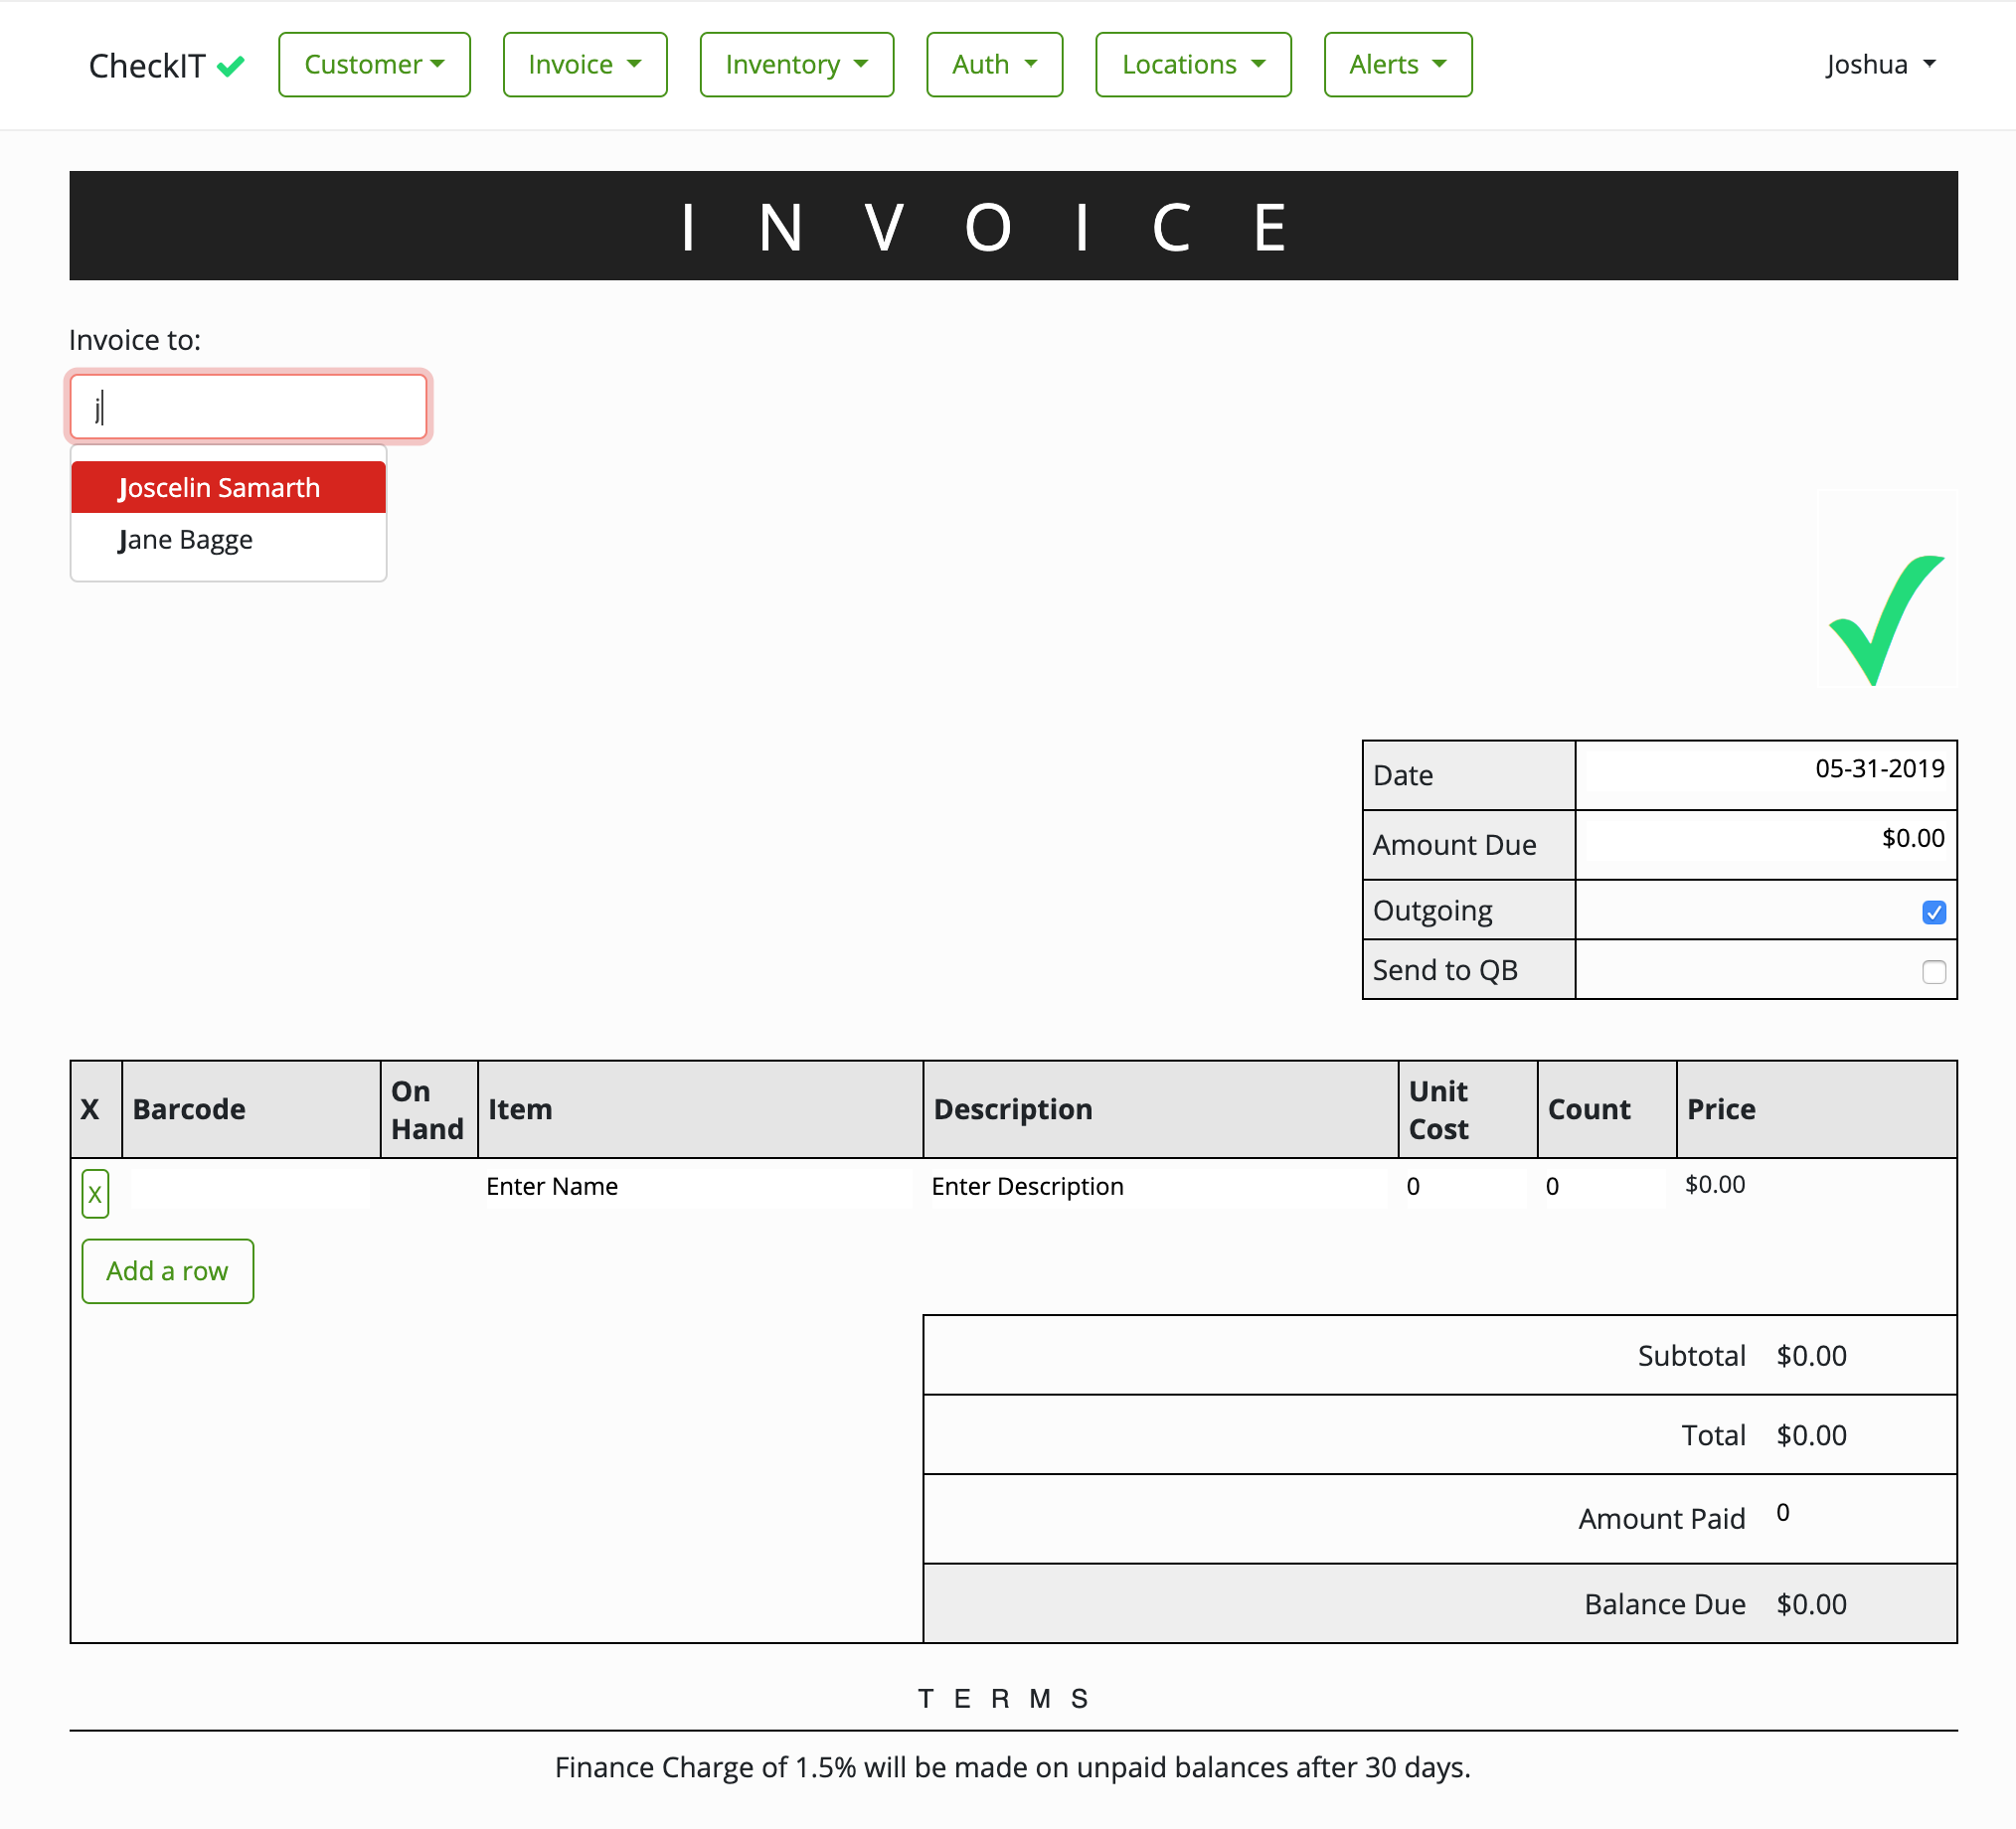 CheckIT Customer Invoice Inventory Auth Locations Alerts Joshua
I N V O I C E
Invoice to:
j
Joscelin Samarth
Jane Bagge
Date 05-31-2019
Amount Due $0.00
Outgoing
Send to QB
X Barcode On Hand Item Description Unit Cost Count Price
X Enter Name Enter Description 0 0 $0.00
Add a row
Subtotal $0.00
Total $0.00
Amount Paid 0
Balance Due $0.00
T E R M S
Finance Charge of 1.5% will be made on unpaid balances after 30 days.